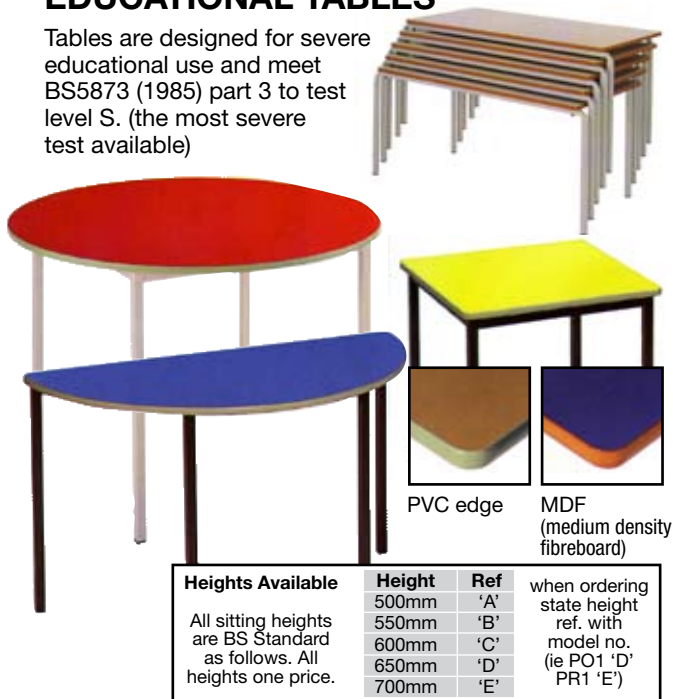 EDUCATIONAL TABLES
Tables are designed for severe
educational use and meet
BS5873 (1985) part 3 to test
level S. (the most severe
test available)
PVC edge
MDF
(medium density
fibreboard)
Heights Available
All sitting heights
are BS Standard
as follows. All
heights one price.
Height Ref
500mm ‘A’
550mm ‘B’
600mm ‘C’
650mm ‘D’
700mm ‘E’
when ordering
state height
ref. with
model no.
(ie PO1 ‘D’
PR1 ‘E’)